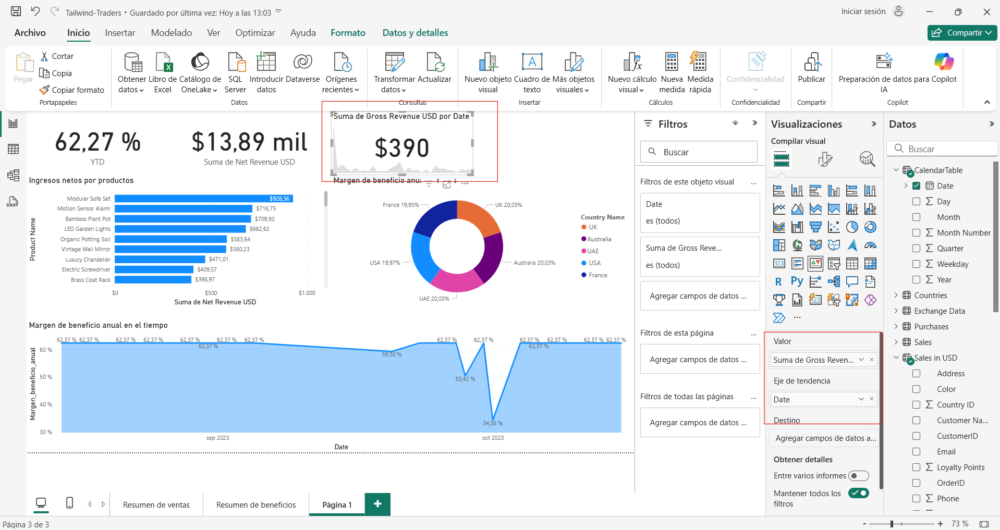 Tailwind-Traders • Guardado por última vez: Hoy a las 13:03
Iniciar sesión
Archivo
Inicio
Insertar
Modelado
Ver
Optimizar
Ayuda
Formato
Datos y detalles
Compartir
Pegar
Cortar
Copia
Copiar formato
Portapapeles
Obtener datos
Libro de Excel
Catálogo de OneLake
SQL Server
Introducir datos
Dataverse
Orígenes recientes
Datos
Transformar datos
Actualizar
Consultas
Nuevo objeto visual
Cuadro de texto
Más objetos visuales
Insertar
Nuevo cálculo visual
Nueva medida
Medida rápida
Cálculos
Confidencialidad
Confidencialidad
Publicar
Compartir
Preparación de datos para IA
Copilot
Copilot
62,27 %
YTD
$13,89 mil
Suma de Net Revenue USD
Suma de Gross Revenue USD por Date
$390
Ingresos netos por productos
Product Name
Modular Sofa Set
$928,36
Motion Sensor Alarm
$716,75
Bamboo Plant Pot
$709,92
LED Garden Lights
$682,62
Organic Potting Soil
$583,64
Vintage Wall Mirror
$580,23
Luxury Chandelier
$471,01
Electric Screwdriver
$409,57
Brass Coat Rack
$398,97
$0
$500
$1.000
Suma de Net Revenue USD
Margen de beneficio
France 19,95%
UK 20,03%
USA 19,97%
Australia 20,03%
UAE 20,03%
Country Name
UK
Australia
UAE
USA
France
Margen de beneficio anual en el tiempo
Margen_beneficio_anual
62,37 %
62,37 %
62,37 %
62,37 %
62,37 %
62,37 %
62,37 %
62,37 %
59,30 %
62,37 %
50,42 %
62,37 %
34,38 %
62,37 %
62,37 %
62,37 %
62,37 %
62,37 %
60 %
50 %
40 %
30 %
sep 2023
oct 2023
Date
Filtros
Buscar
Filtros de este objeto visual
...
Date
es (todos)
Suma de Gross Reve...
es (todos)
Agregar campos de datos ...
Filtros de esta página
...
Agregar campos de datos ...
Filtros de todas las páginas
...
Agregar campos de datos ...
Visualizaciones
Compilar visual
123
R
Py
123
...
Valor
Suma de Gross Reven...
Eje de tendencia
Date
Destino
Agregar campos de datos a...
Obtener detalles
Entre varios informes
Mantener todos los filtros
Datos
Buscar
CalendarTable
Date
Day
Month
Month Number
Quarter
Weekday
Year
Countries
Exchange Data
Purchases
Sales
Sales in USD
Address
Color
Country ID
Customer Na...
CustomerID
Email
Loyalty Points
OrderID
Phone
DAX
Resumen de ventas
Resumen de beneficios
Página 1
+
Página 3 de 3
- + 73 %